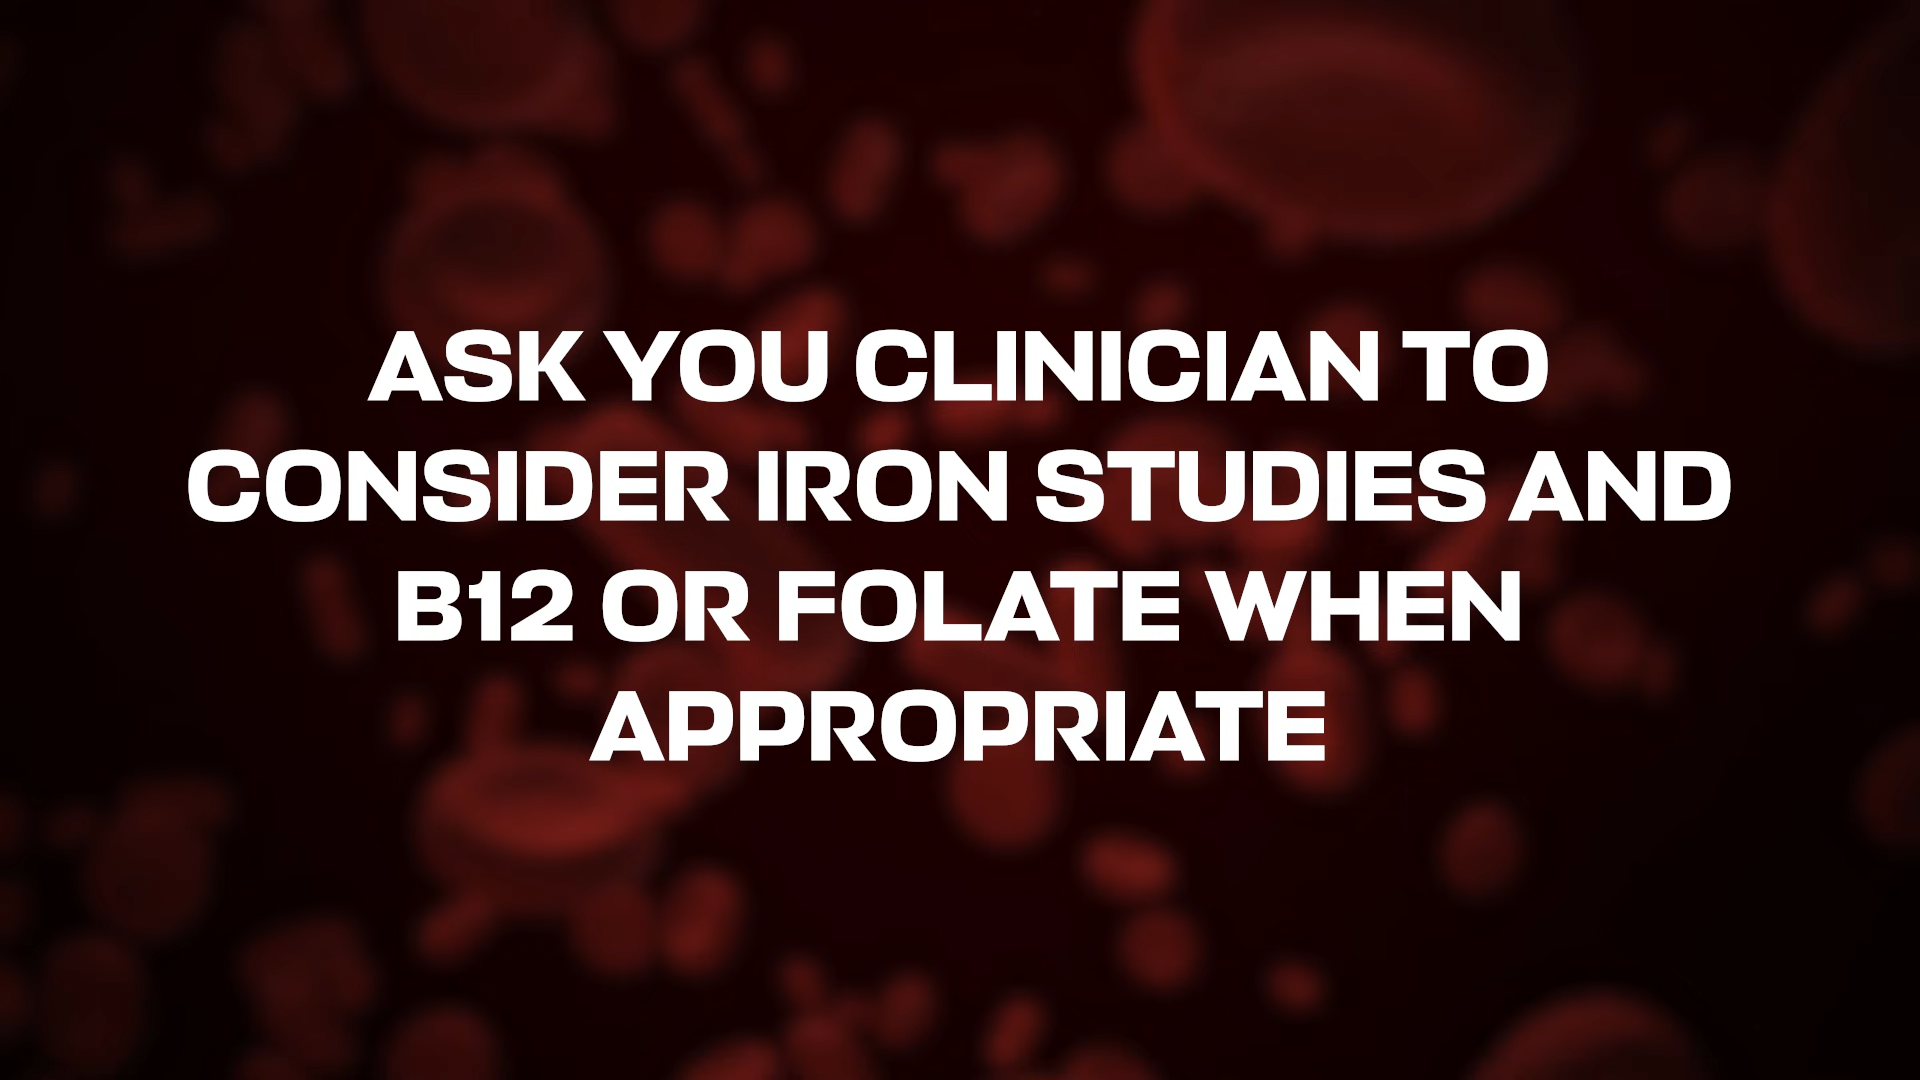 ASK YOU CLINICIAN TO
CONSIDER IRON STUDIES AND
B12 OR FOLATE WHEN
APPROPRIATE